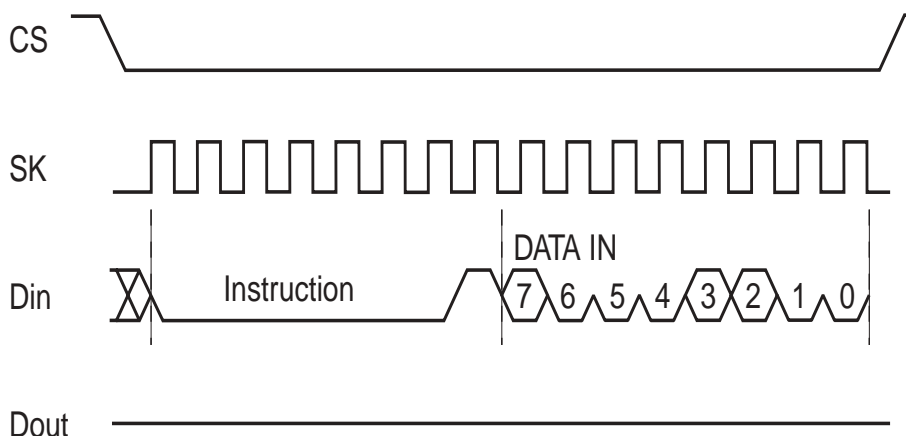 CS
SK
DATA IN
Din Instruction 7 6 5 4 3 2 1 0
Dout